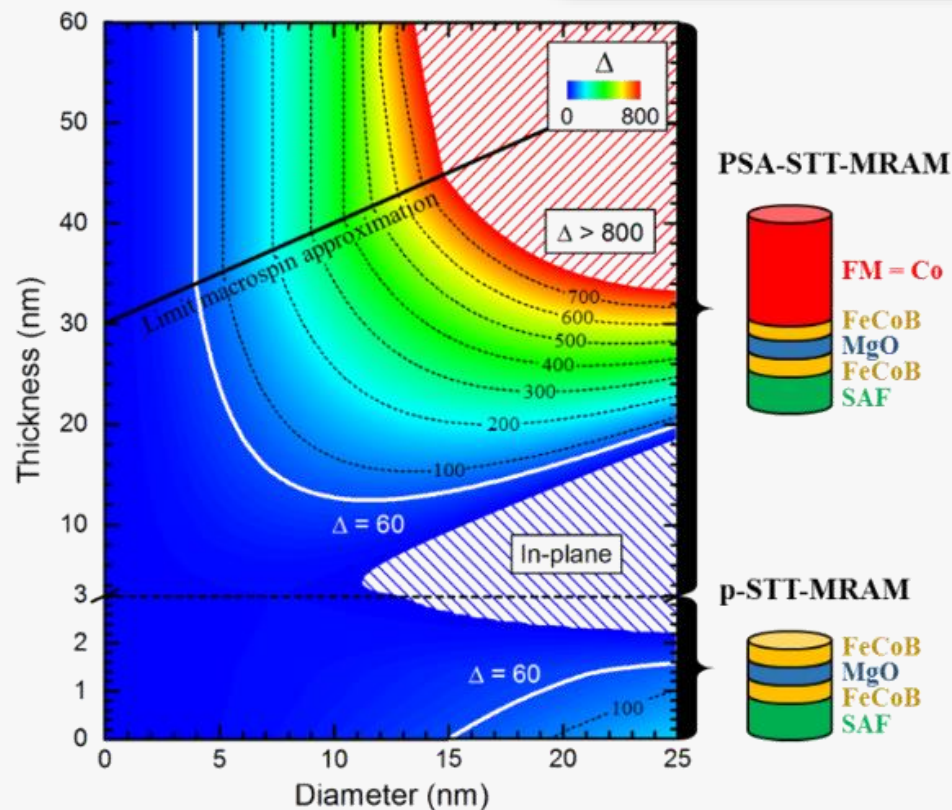 60
50
40
30
20
10
3
2
1
0
Thickness (nm)
0 5 10 15 20 25
Diameter (nm)
Δ
0 800
Δ > 800
Limit macrospin approximation
700
600
500
400
300
200
100
Δ = 60
In-plane
Δ = 60
100
PSA-STT-MRAM
FM = Co
FeCoB
MgO
FeCoB
SAF
p-STT-MRAM
FeCoB
MgO
FeCoB
SAF